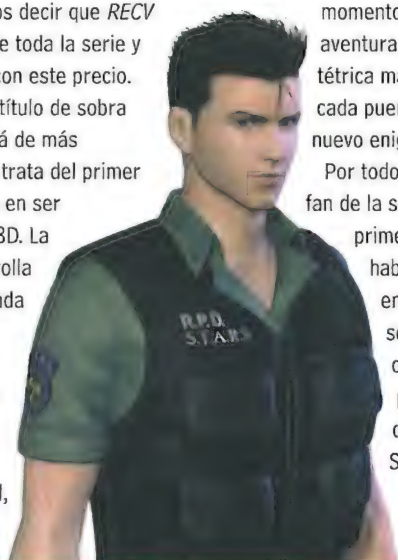 os decir que RECV
e toda la serie y
con este precio.
título de sobra
á de más
trata del primer
en ser
3D. La
olla
ada
R.P.D.
S.T.A.R.S
momento
aventura
tétrica ma
cada puer
nuevo enig
Por todo
fan de la s
prime
hab
en
se